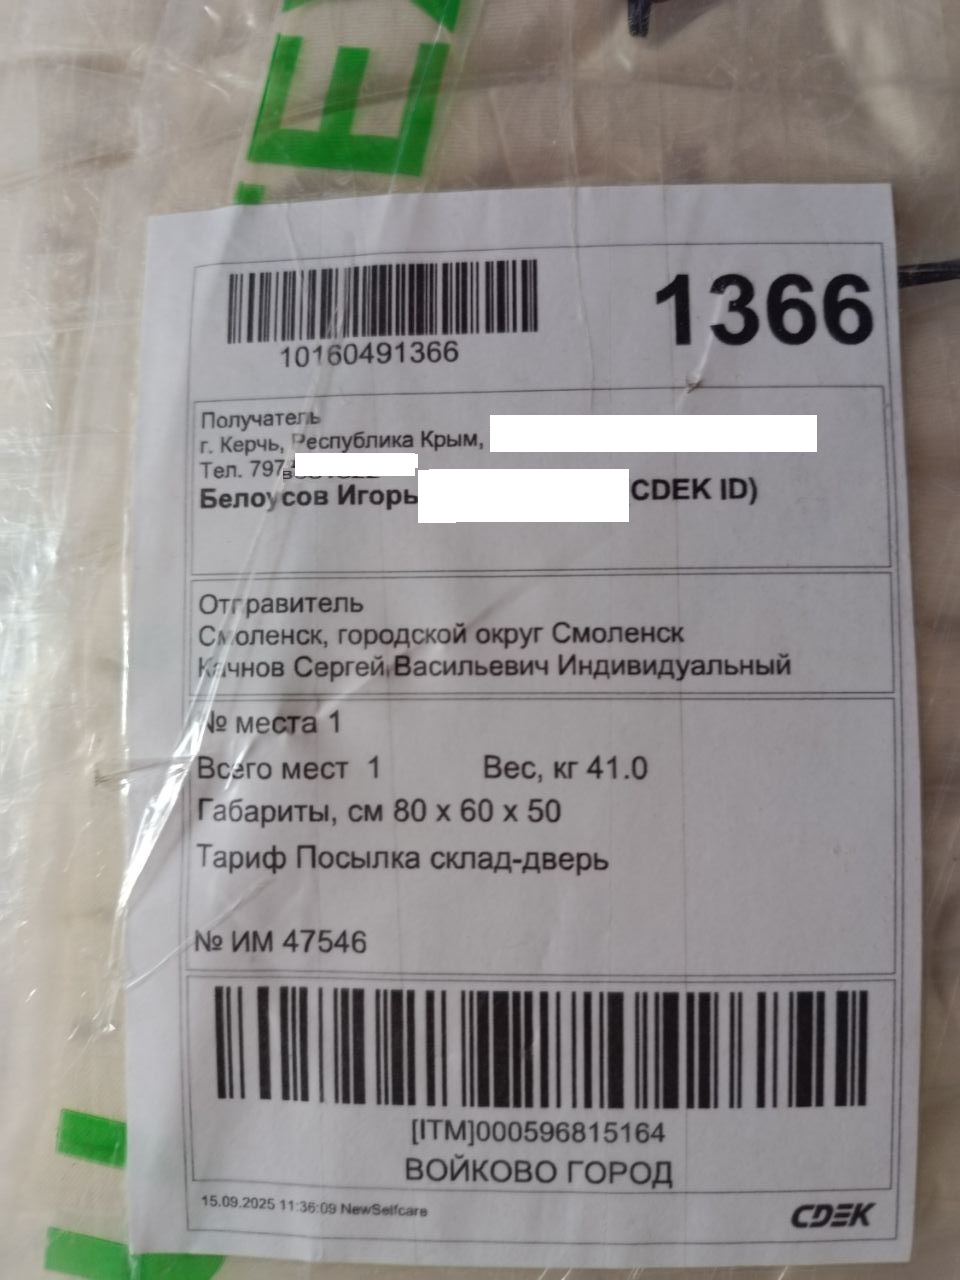 10160491366
1366
Получатель
г. Керчь, Республика Крым,
Тел. 797
Белоусов Игорь
CDEK ID)
Отправитель
Смоленск, городской округ Смоленск
Качнов Сергей Васильевич Индивидуальный
№ места 1
Всего мест 1 Вес, кг 41.0
Габариты, см 80 x 60 x 50
Тариф Посылка склад-дверь
№ ИМ 47546
[ITM]000596815164
ВОЙКОВО ГОРОД
15.09.2025 11:36:09 NewSelfcare
CDEK